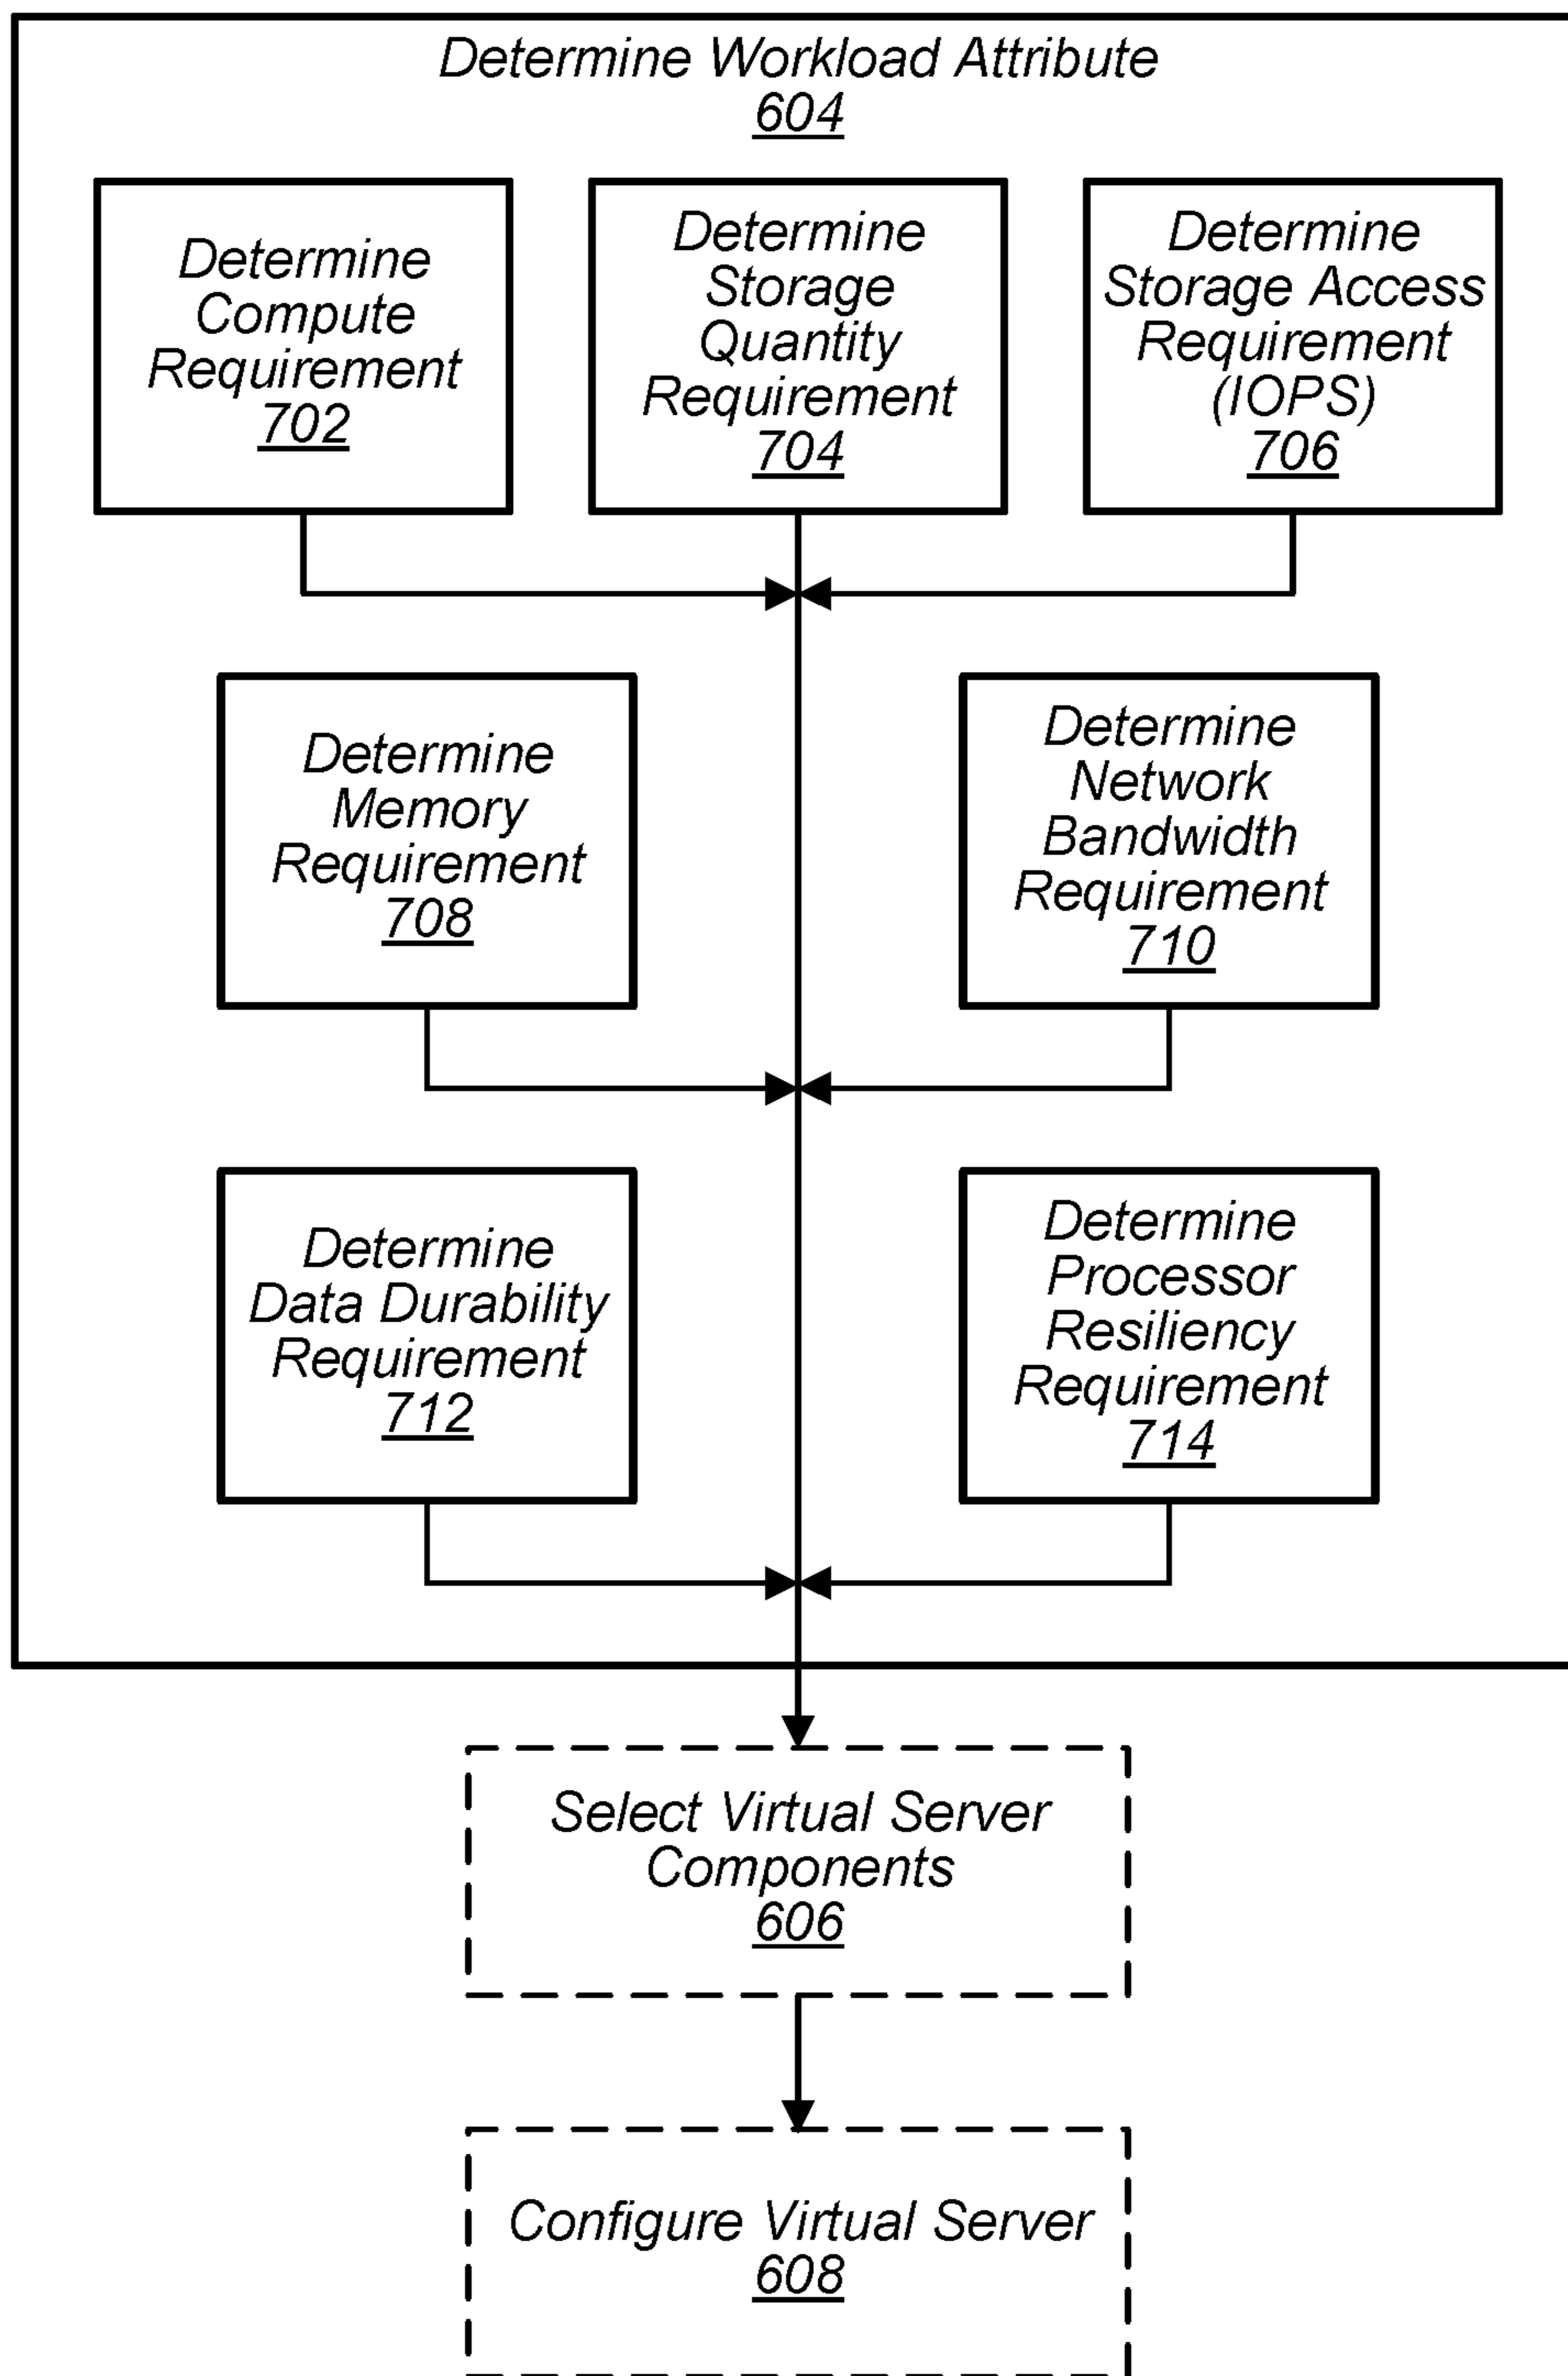 Determine Workload Attribute
604
Determine
Compute
Requirement
702
Determine
Storage
Quantity
Requirement
704
Determine
Storage Access
Requirement
(IOPS)
706
Determine
Memory
Requirement
708
Determine
Network
Bandwidth
Requirement
710
Determine
Data Durability
Requirement
712
Determine
Processor
Resiliency
Requirement
714
Select Virtual Server
Components
606
Configure Virtual Server
608